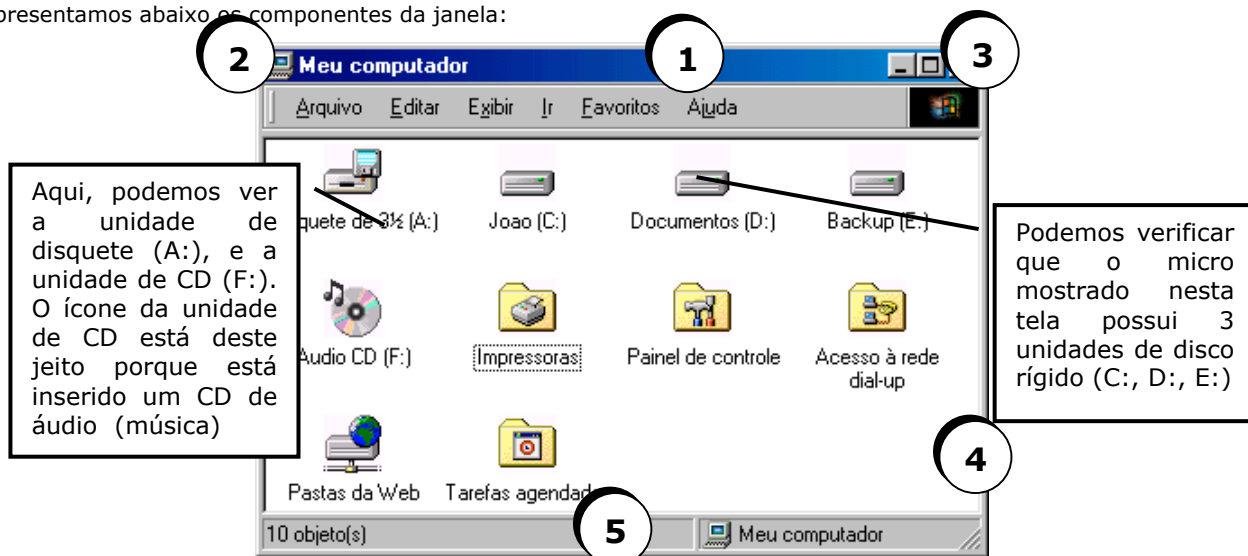 presentamos abaixo os componentes da janela:
2
1
3
Meu computador
Arquivo Editar Exibir Ir Favoritos Ajuda
Aqui, podemos ver
a unidade de
disquete (A:), e a
unidade de CD (F:).
O ícone da unidade
de CD está deste
jeito porque está
inserido um CD de
áudio (música)
quete de 3½ (A:)
Joao (C:)
Documentos (D:)
Backup (E:)
Podemos verificar
que o micro
mostrado nesta
tela possui 3
unidades de disco
rígido (C:, D:, E:)
Audio CD (F:)
Impressoras
Painel de controle
Acesso à rede
dial-up
4
Pastas da Web
Tarefas agendad
5
10 objeto(s)
Meu computador